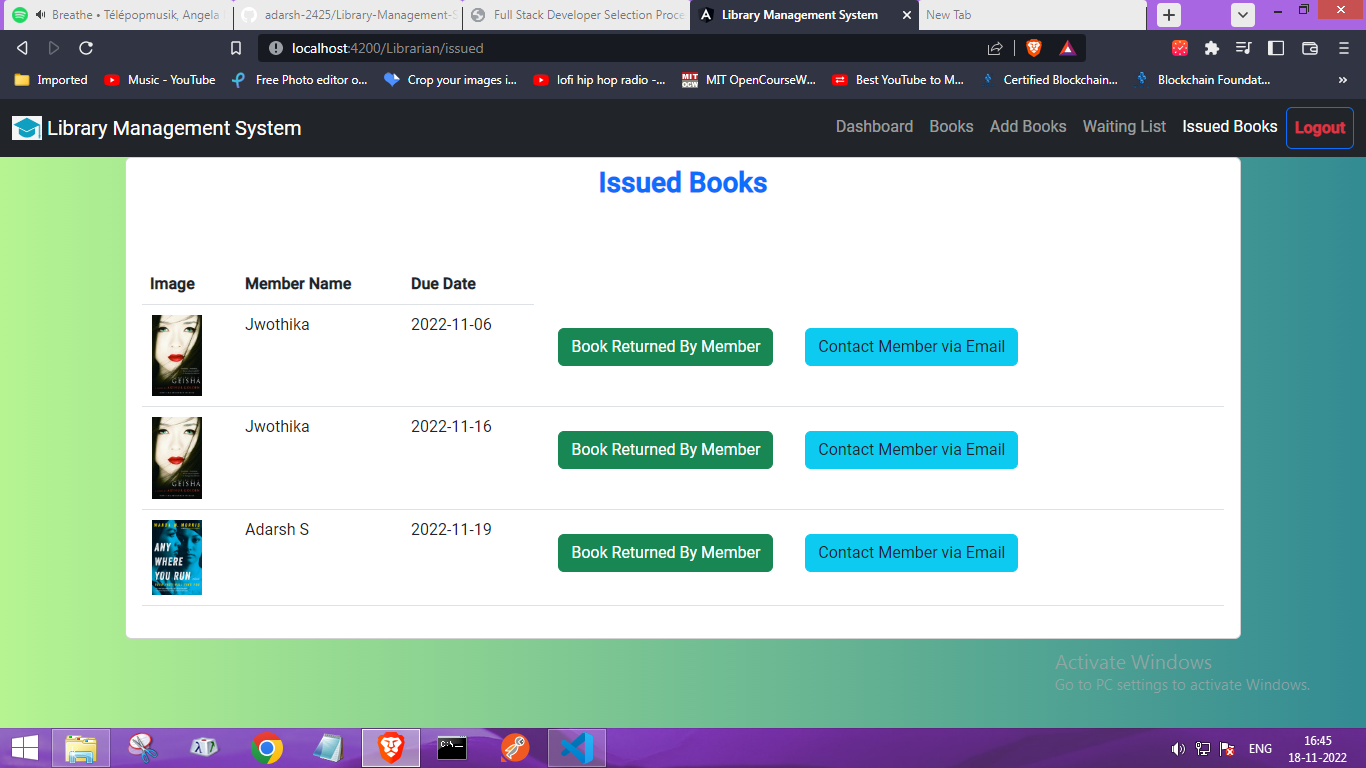 Breathe • Télépopmusik, Angela
adarsh-2425/Library-Management-S
Full Stack Developer Selection Proce
Library Management System
New Tab
localhost:4200/Librarian/issued
Imported
Music - YouTube
Free Photo editor o...
Crop your images i...
lofi hip hop radio -...
MIT OpenCourseW...
Best YouTube to M...
Certified Blockchain...
Blockchain Foundat...
»
Library Management System
Dashboard
Books
Add Books
Waiting List
Issued Books
Logout
Issued Books
Image Member Name Due Date
Jwothika 2022-11-06 Book Returned By Member Contact Member via Email
GEISHA
Jwothika 2022-11-16 Book Returned By Member Contact Member via Email
GEISHA
Adarsh S 2022-11-19 Book Returned By Member Contact Member via Email
ANY
WHERE
YOU RUN
Activate Windows
Go to PC settings to activate Windows.
ENG
16:45
18-11-2022